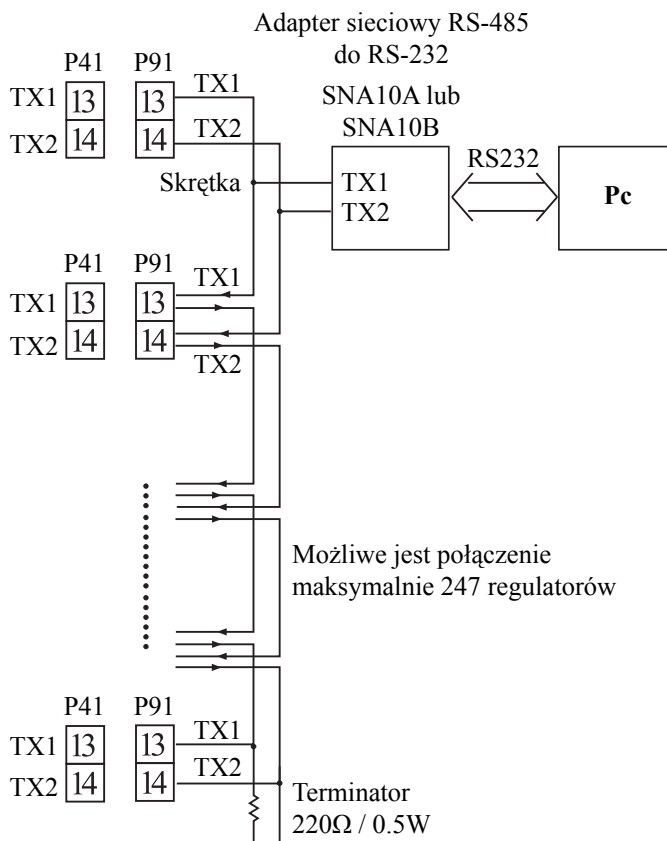 Adapter sieciowy RS-485
do RS-232
P41 P91
TX1 13 13 TX1
TX2 14 14 TX2
SNA10A lub
SNA10B
TX1
TX2
RS232
Pc
Skrętka
P41 P91
TX1 13 13 TX1
TX2 14 14 TX2
Możliwe jest połączenie
maksymalnie 247 regulatorów
P41 P91
TX1 13 13 TX1
TX2 14 14 TX2
Terminator
220Ω / 0.5W